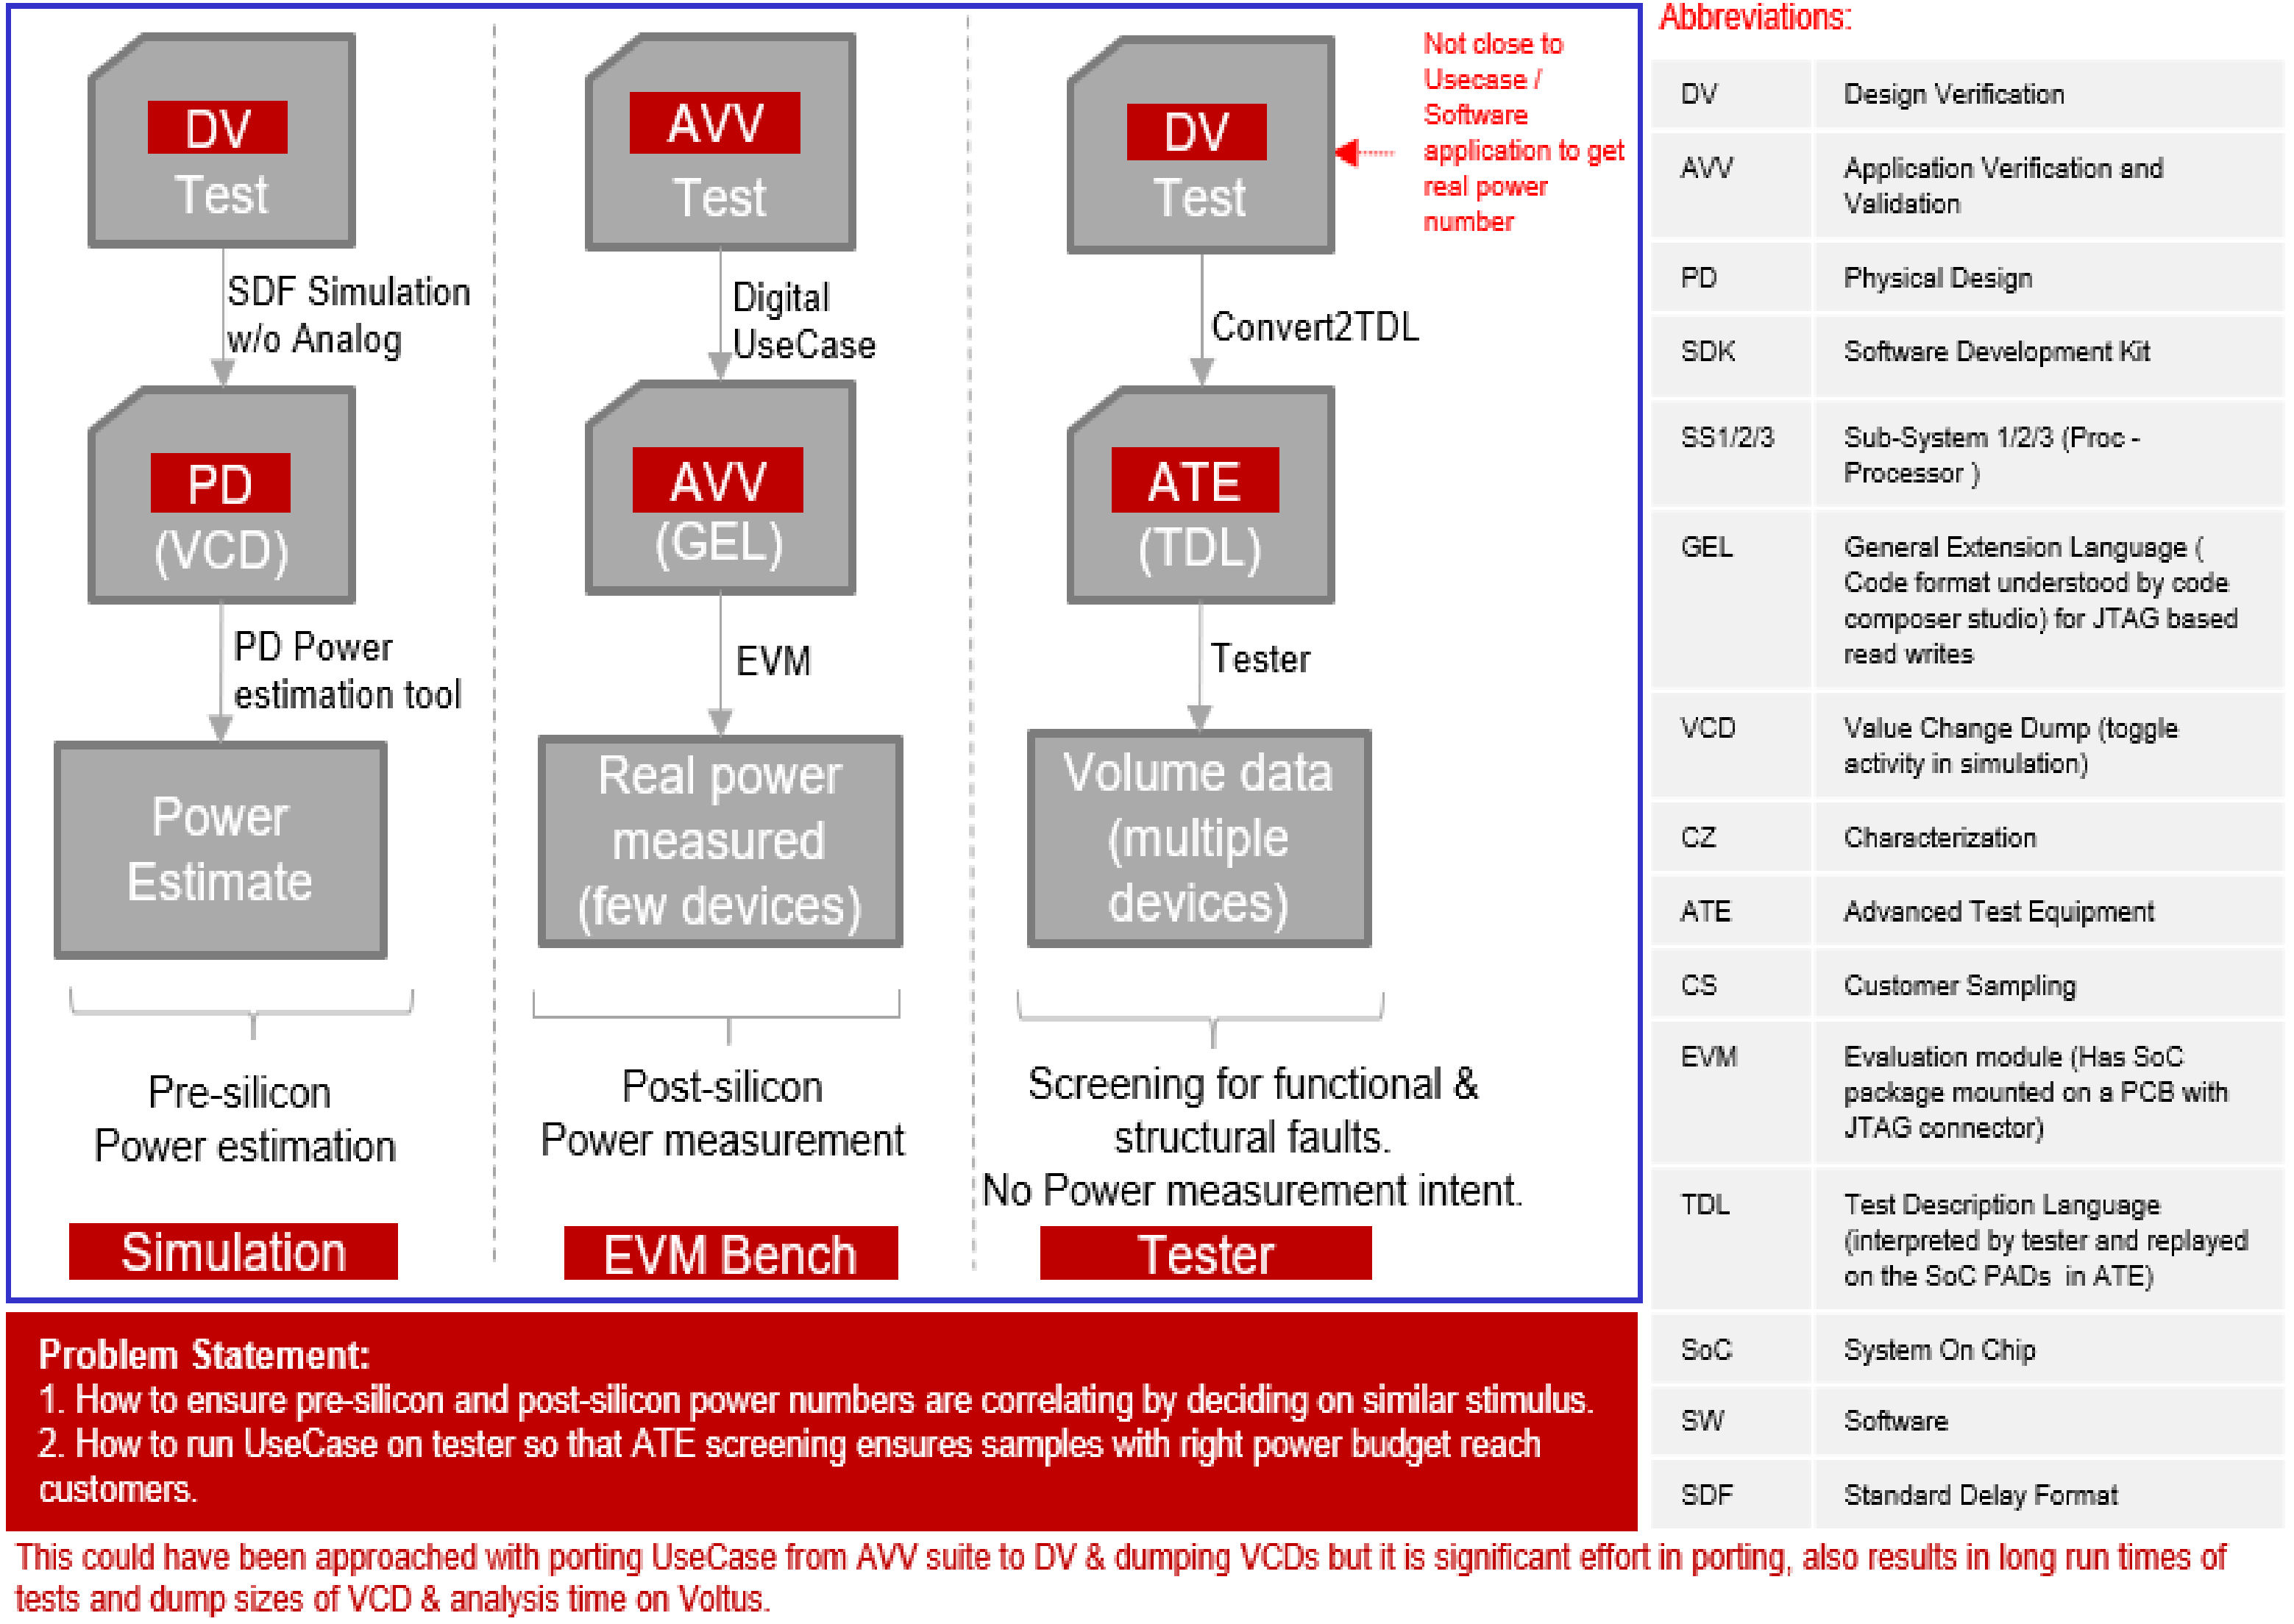 DV
Test
SDF Simulation
w/o Analog
PD
(VCD)
PD Power
estimation tool
Power
Estimate
Pre-silicon
Power estimation
Simulation
AVV
Test
Digital
UseCase
AVV
(GEL)
EVM
Real power
measured
(few devices)
Post-silicon
Power measurement
EVM Bench
DV
Test
Not close to
Usecase /
Software
application to get
real power
number
Convert2TDL
ATE
(TDL)
Tester
Volume data
(multiple
devices)
Screening for functional &
structural faults.
No Power measurement intent.
Tester
Problem Statement:
1. How to ensure pre-silicon and post-silicon power numbers are correlating by deciding on similar stimulus.
2. How to run UseCase on tester so that ATE screening ensures samples with right power budget reach
customers.
Abbreviations:
DV Design Verification
AVV Application Verification and
Validation
PD Physical Design
SDK Software Development Kit
SS1/2/3 Sub-System 1/2/3 (Proc -
Processor )
GEL General Extension Language (
Code format understood by code
composer studio) for JTAG based
read writes
VCD Value Change Dump (toggle
activity in simulation)
CZ Characterization
ATE Advanced Test Equipment
CS Customer Sampling
EVM Evaluation module (Has SoC
package mounted on a PCB with
JTAG connector)
TDL Test Description Language
(interpreted by tester and replayed
on the SoC PADs in ATE)
SoC System On Chip
SW Software
SDF Standard Delay Format
This could have been approached with porting UseCase from AVV suite to DV & dumping VCDs but it is significant effort in porting, also results in long run times of
tests and dump sizes of VCD & analysis time on Voltus.